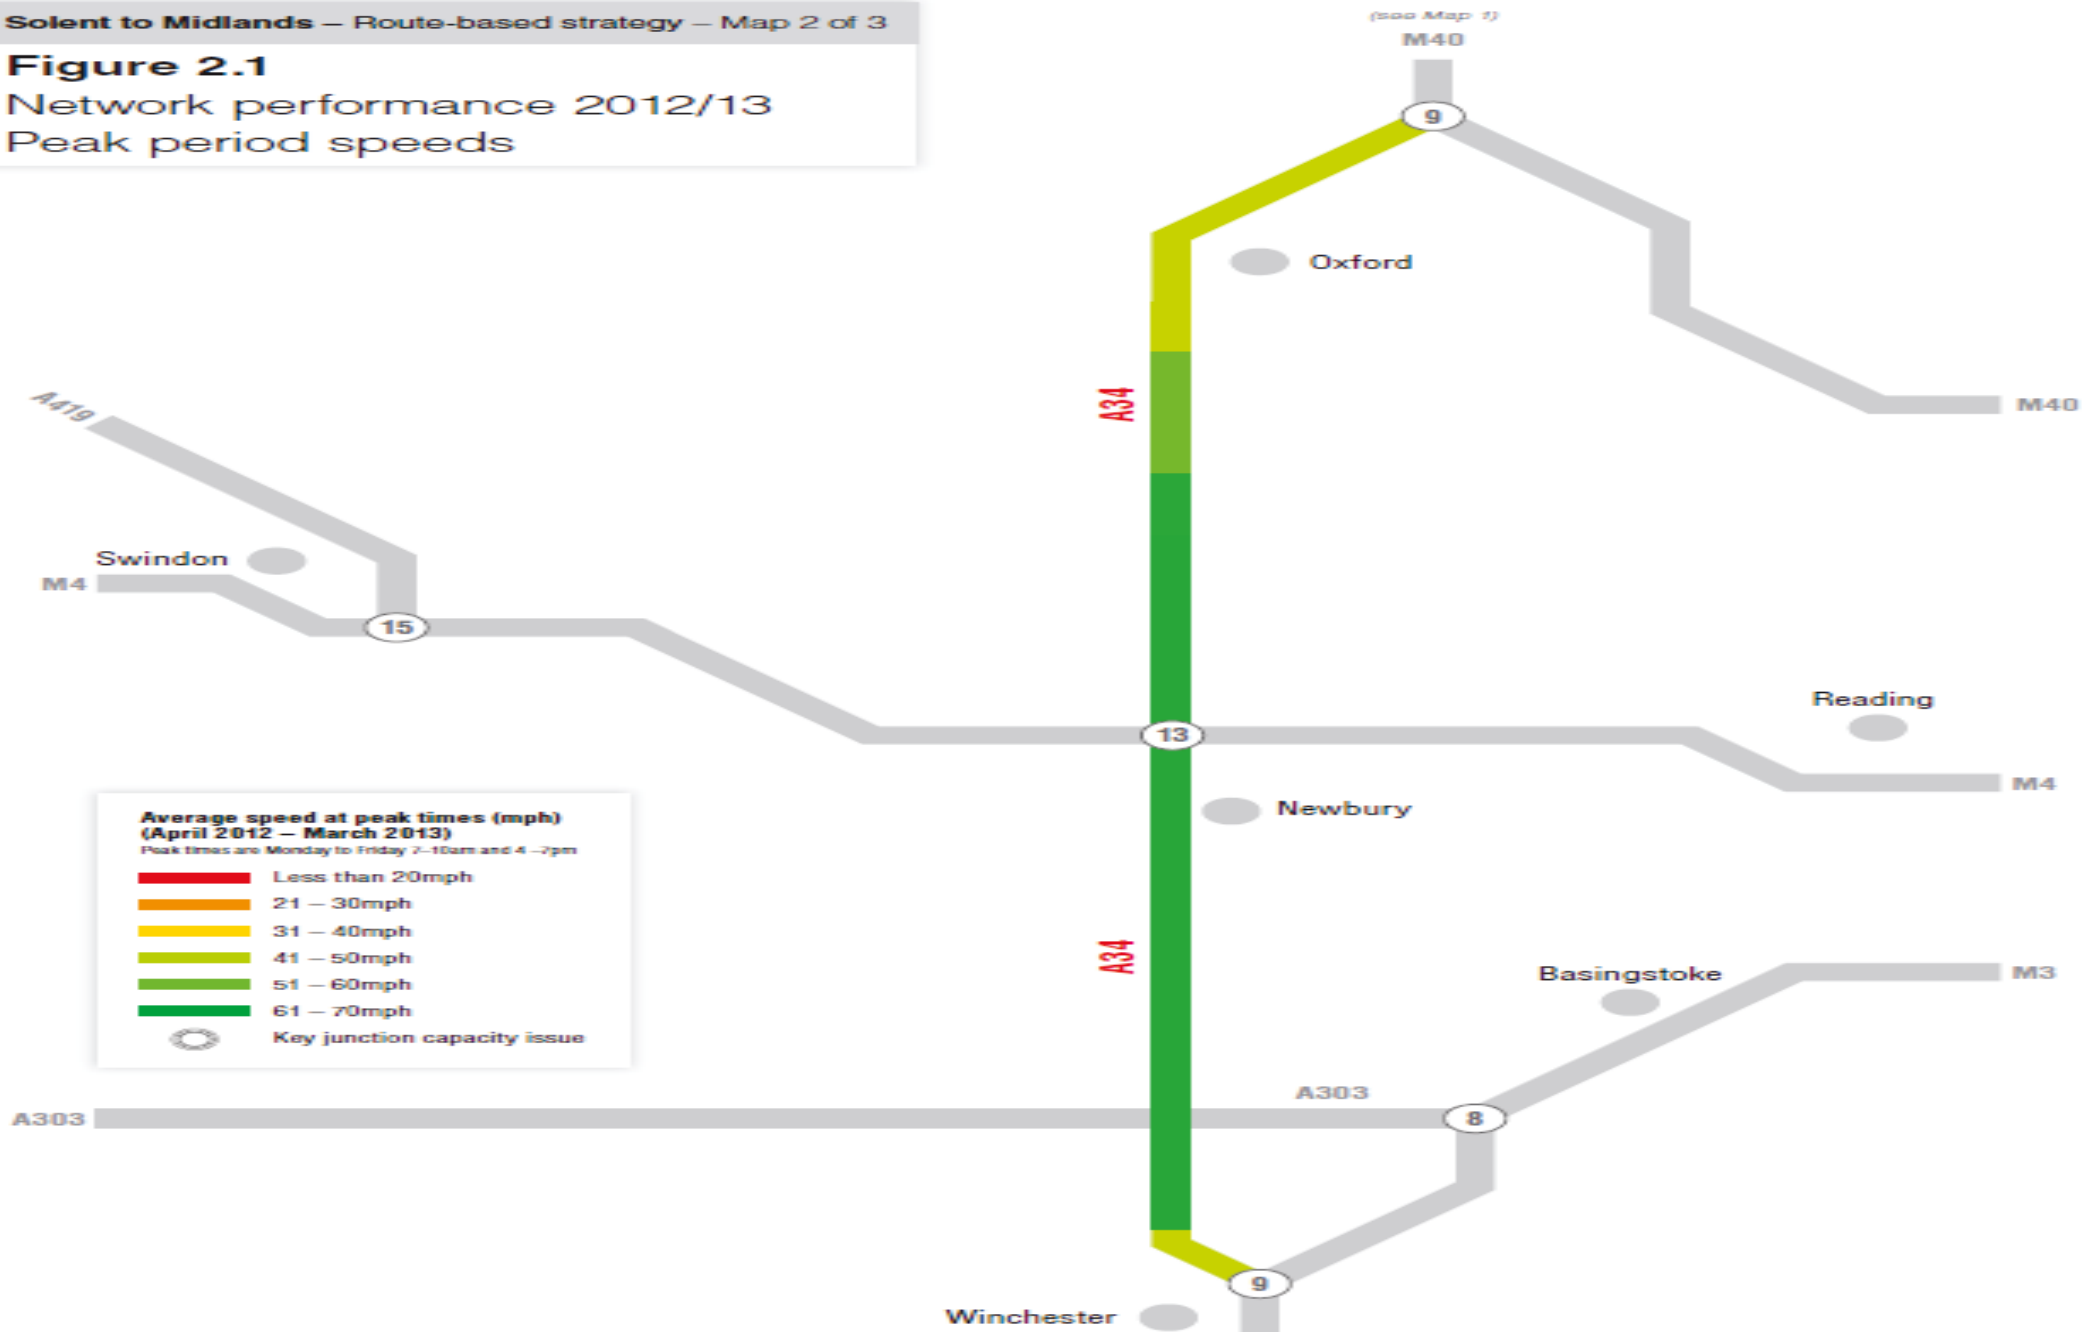 Solent to Midlands – Route-based strategy – Map 2 of 3
Figure 2.1
Network performance 2012/13
Peak period speeds
(see Map 1)
M40
9
Oxford
A34
M40
A419
Swindon
M4
15
13
Reading
M4
Newbury
Average speed at peak times (mph)
(April 2012 – March 2013)
Peak times are Monday to Friday 7–10am and 4–7pm
Less than 20mph
21 – 30mph
31 – 40mph
41 – 50mph
51 – 60mph
61 – 70mph
Key junction capacity issue
A34
Basingstoke
M3
A303
A303
8
9
Winchester